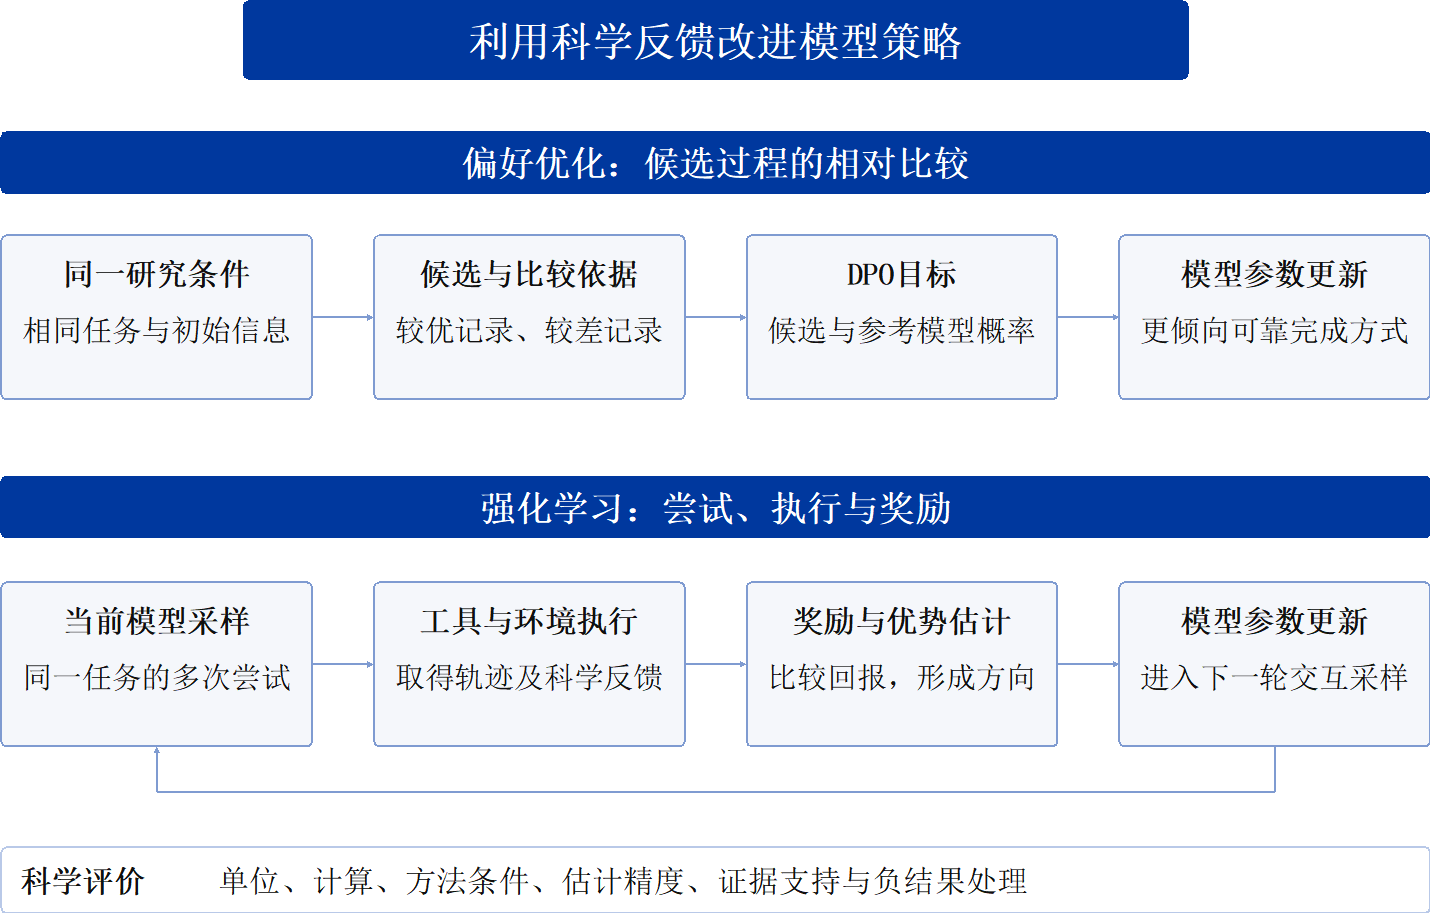 利用科学反馈改进模型策略
偏好优化：候选过程的相对比较
同一研究条件
相同任务与初始信息
候选与比较依据
较优记录、较差记录
DPO目标
候选与参考模型概率
模型参数更新
更倾向可靠完成方式
强化学习：尝试、执行与奖励
当前模型采样
同一任务的多次尝试
工具与环境执行
取得轨迹及科学反馈
奖励与优势估计
比较回报，形成方向
模型参数更新
进入下一轮交互采样
科学评价 单位、计算、方法条件、估计精度、证据支持与负结果处理